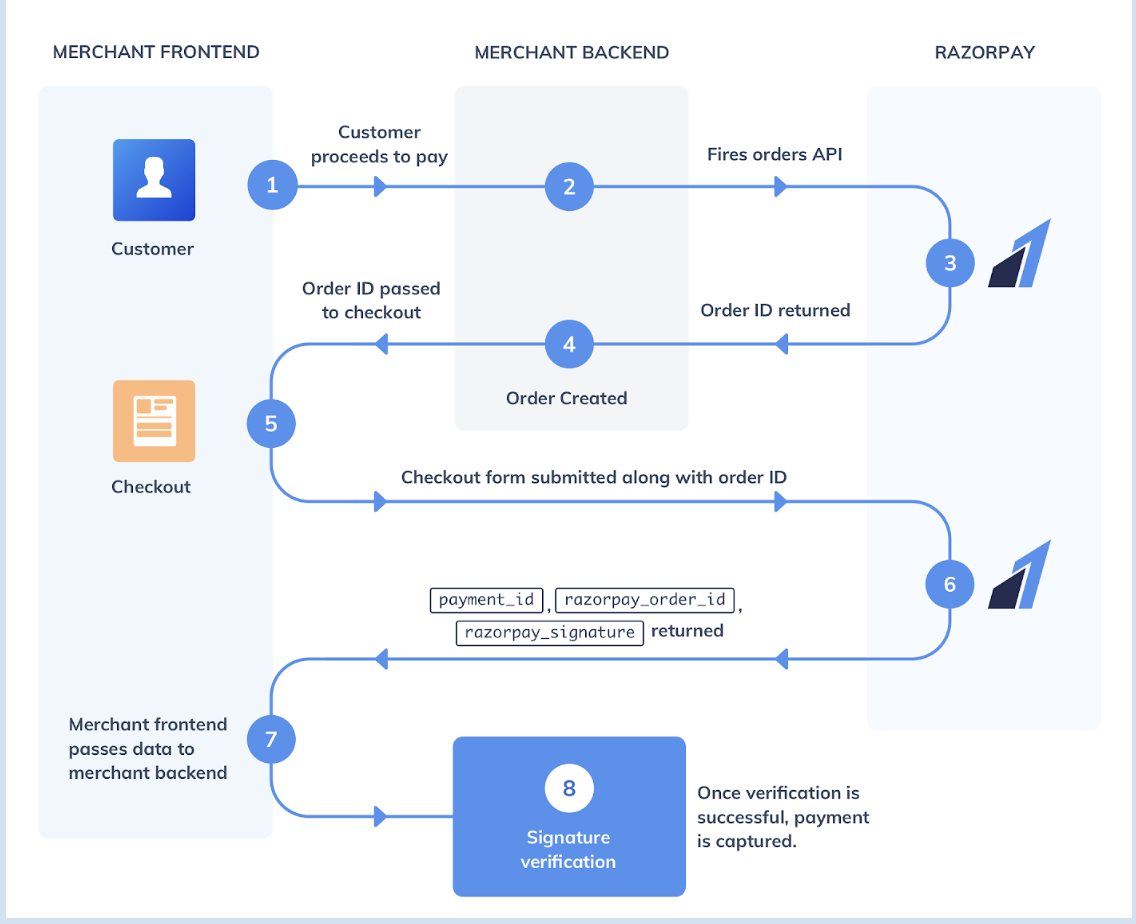 MERCHANT FRONTEND
MERCHANT BACKEND
RAZORPAY
Customer
proceeds to pay
Fires orders API
1
2
3
Customer
Order ID passed
to checkout
Order ID returned
4
Order Created
5
Checkout
Checkout form submitted along with order ID
6
payment_id, razorpay_order_id,
razorpay_signature returned
Merchant frontend
passes data to
merchant backend
7
8
Signature
verification
Once verification is
successful, payment
is captured.